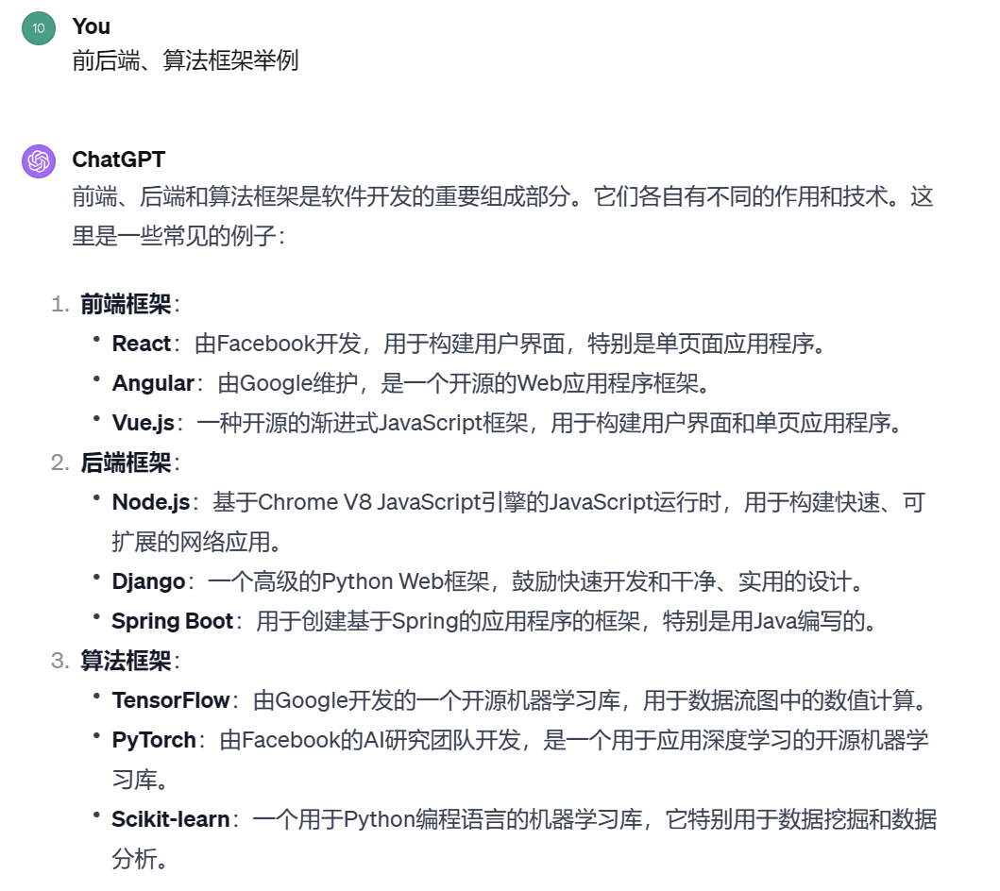 10
You
前后端、算法框架举例
ChatGPT
前端、后端和算法框架是软件开发的重要组成部分。它们各自有不同的作用和技术。这
里是一些常见的例子：
1. 前端框架：
• React：由Facebook开发，用于构建用户界面，特别是单页面应用程序。
• Angular：由Google维护，是一个开源的Web应用程序框架。
• Vue.js：一种开源的渐进式JavaScript框架，用于构建用户界面和单页应用程序。
2. 后端框架：
• Node.js：基于Chrome V8 JavaScript引擎的JavaScript运行时，用于构建快速、可
扩展的网络应用。
• Django：一个高级的Python Web框架，鼓励快速开发和干净、实用的设计。
• Spring Boot：用于创建基于Spring的应用程序的框架，特别是用Java编写的。
3. 算法框架：
• TensorFlow：由Google开发的一个开源机器学习库，用于数据流图中的数值计算。
• PyTorch：由Facebook的AI研究团队开发，是一个用于应用深度学习的开源机器学
习库。
• Scikit-learn：一个用于Python编程语言的机器学习库，它特别用于数据挖掘和数据
分析。